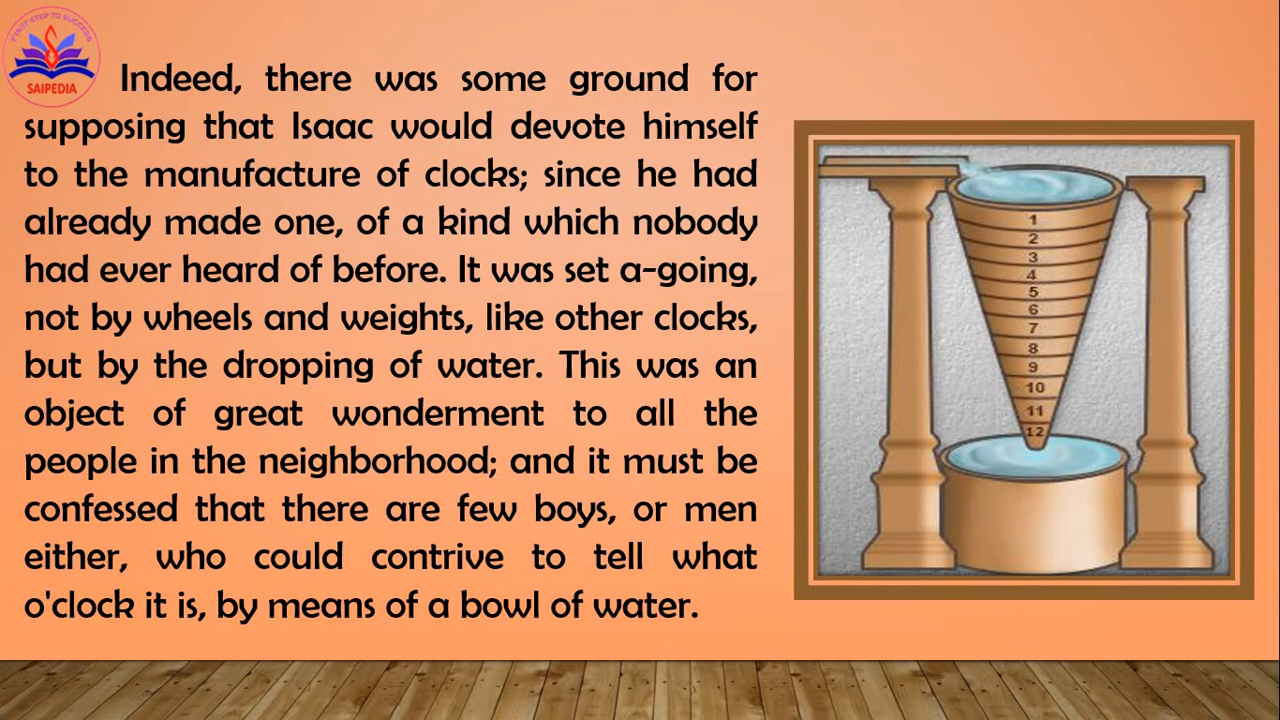 FIRST STEP TO SUCCESS
SAIPEDIA
Indeed, there was some ground for
supposing that Isaac would devote himself
to the manufacture of clocks; since he had
already made one, of a kind which nobody
had ever heard of before. It was set a-going,
not by wheels and weights, like other clocks,
but by the dropping of water. This was an
object of great wonderment to all the
people in the neighborhood; and it must be
confessed that there are few boys, or men
either, who could contrive to tell what
o'clock it is, by means of a bowl of water.
1
2
3
4
5
6
7
8
9
10
11
12